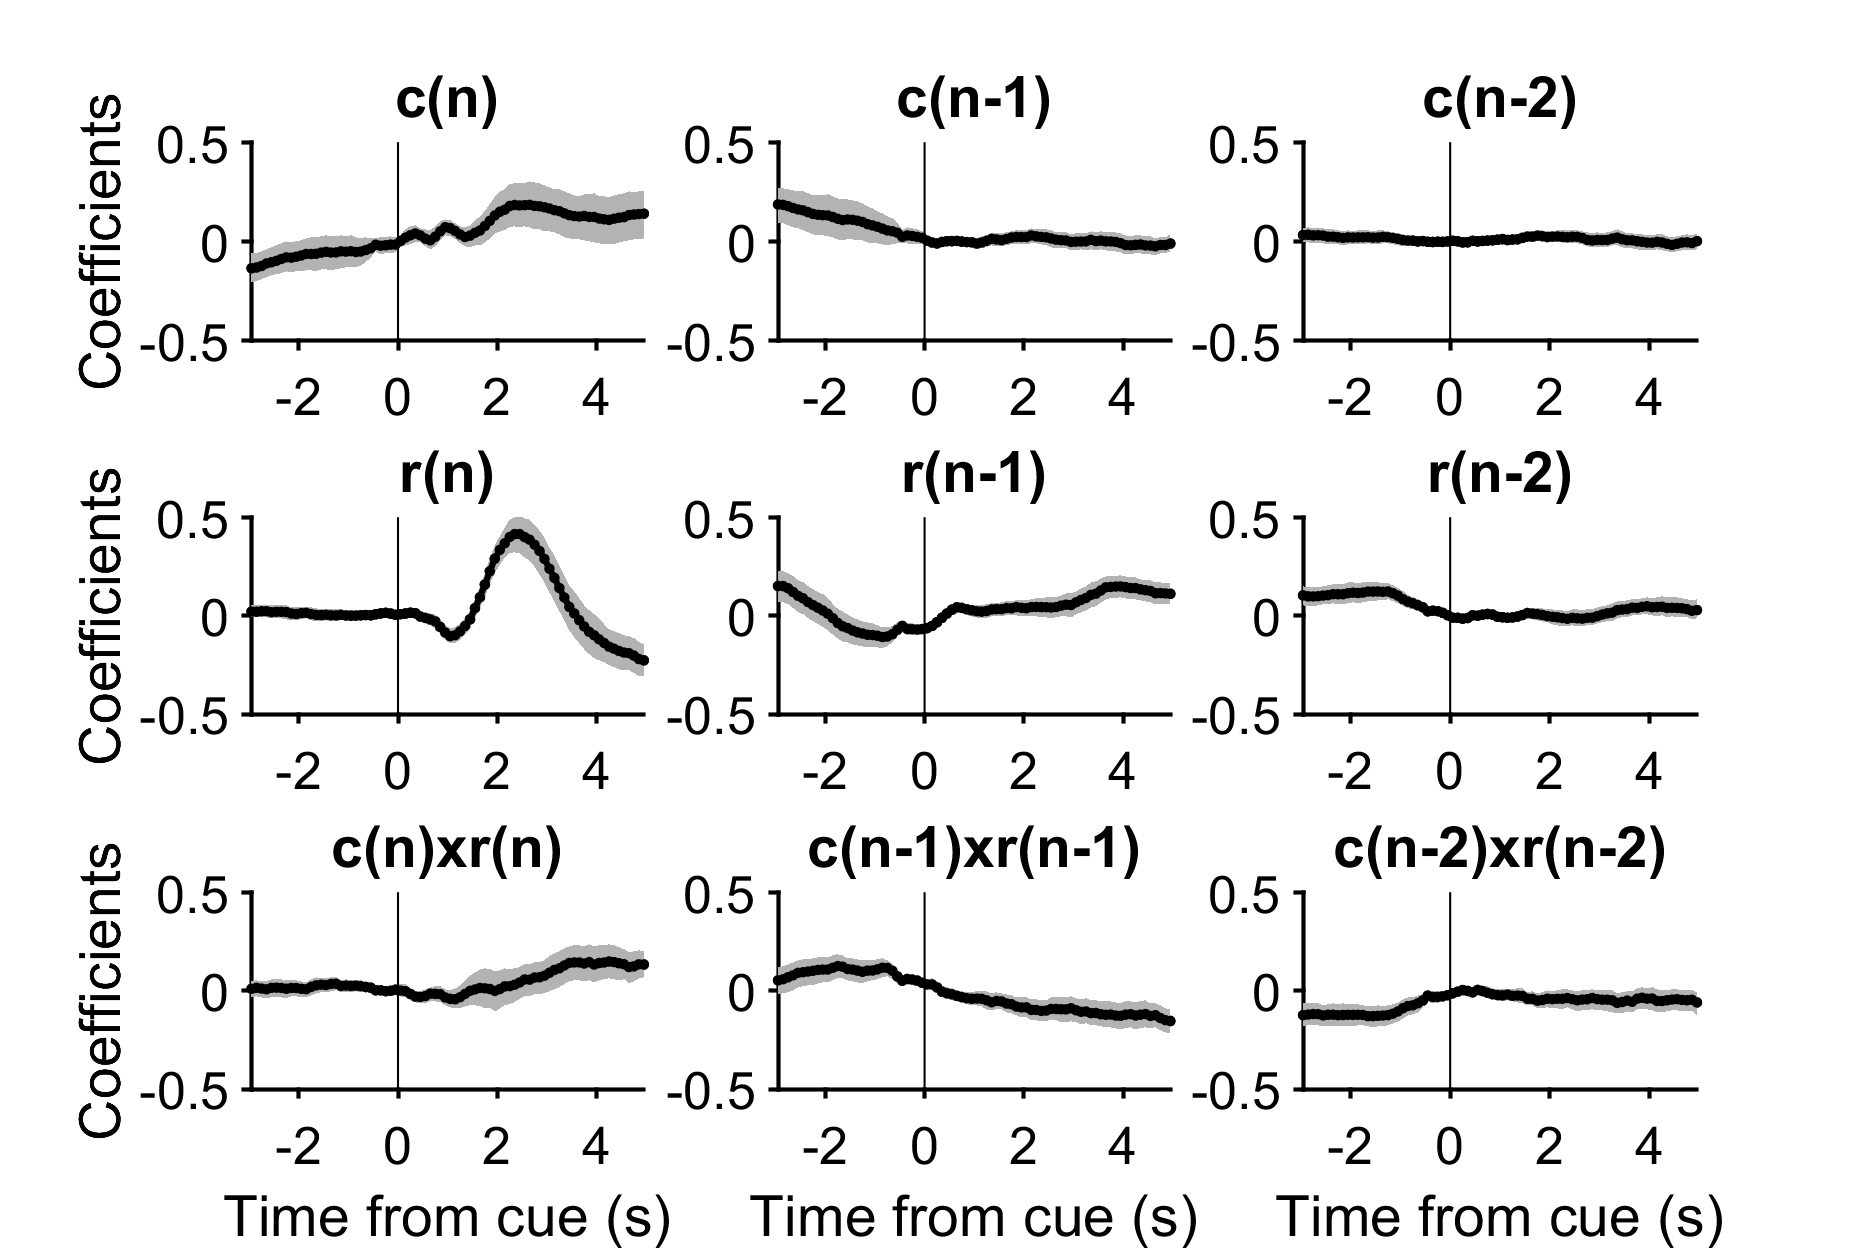 c(n) c(n-1) c(n-2)
Coefficients
0.5 0.5 0.5
0 0 0
-0.5 -0.5 -0.5
-2 0 2 4 -2 0 2 4 -2 0 2 4
r(n) r(n-1) r(n-2)
Coefficients
0.5 0.5 0.5
0 0 0
-0.5 -0.5 -0.5
-2 0 2 4 -2 0 2 4 -2 0 2 4
c(n)xr(n) c(n-1)xr(n-1) c(n-2)xr(n-2)
Coefficients
0.5 0.5 0.5
0 0 0
-0.5 -0.5 -0.5
-2 0 2 4 -2 0 2 4 -2 0 2 4
Time from cue (s) Time from cue (s) Time from cue (s)